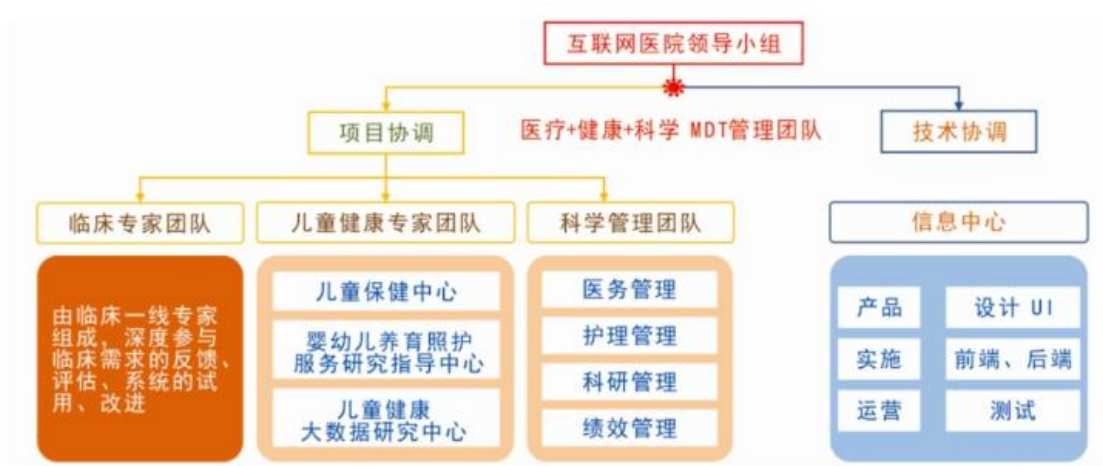 互联网医院领导小组
项目协调
医疗+健康+科学 MDT管理团队
技术协调
临床专家团队
儿童健康专家团队
科学管理团队
信息中心
由临床一线专家
组成，深度参与
临床需求的反馈、
评估、系统的试
用、改进
儿童保健中心
婴幼儿养育照护
服务研究指导中心
儿童健康
大数据研究中心
医务管理
护理管理
科研管理
绩效管理
产品
设计 UI
实施
前端、后端
运营
测试